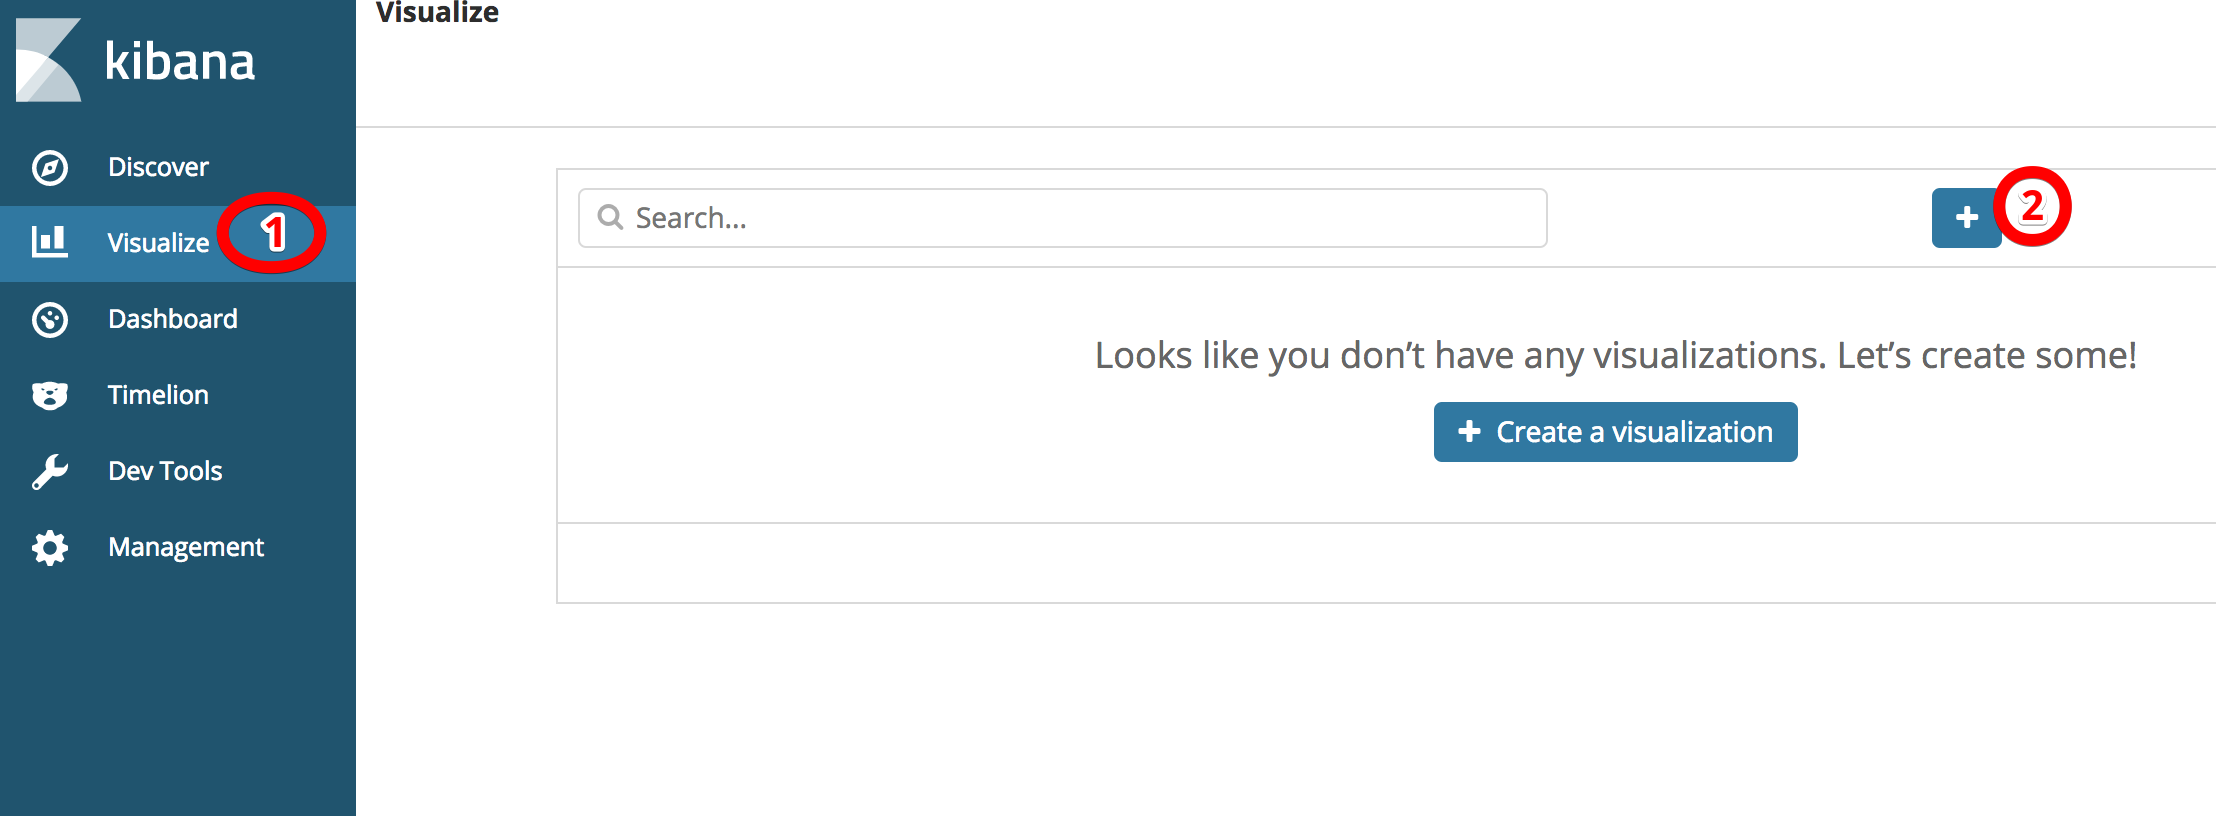 Visualize
kibana
Discover
Visualize 1
Dashboard
Timelion
Dev Tools
Management
Search...
+ 2
Looks like you don’t have any visualizations. Let’s create some!
+ Create a visualization